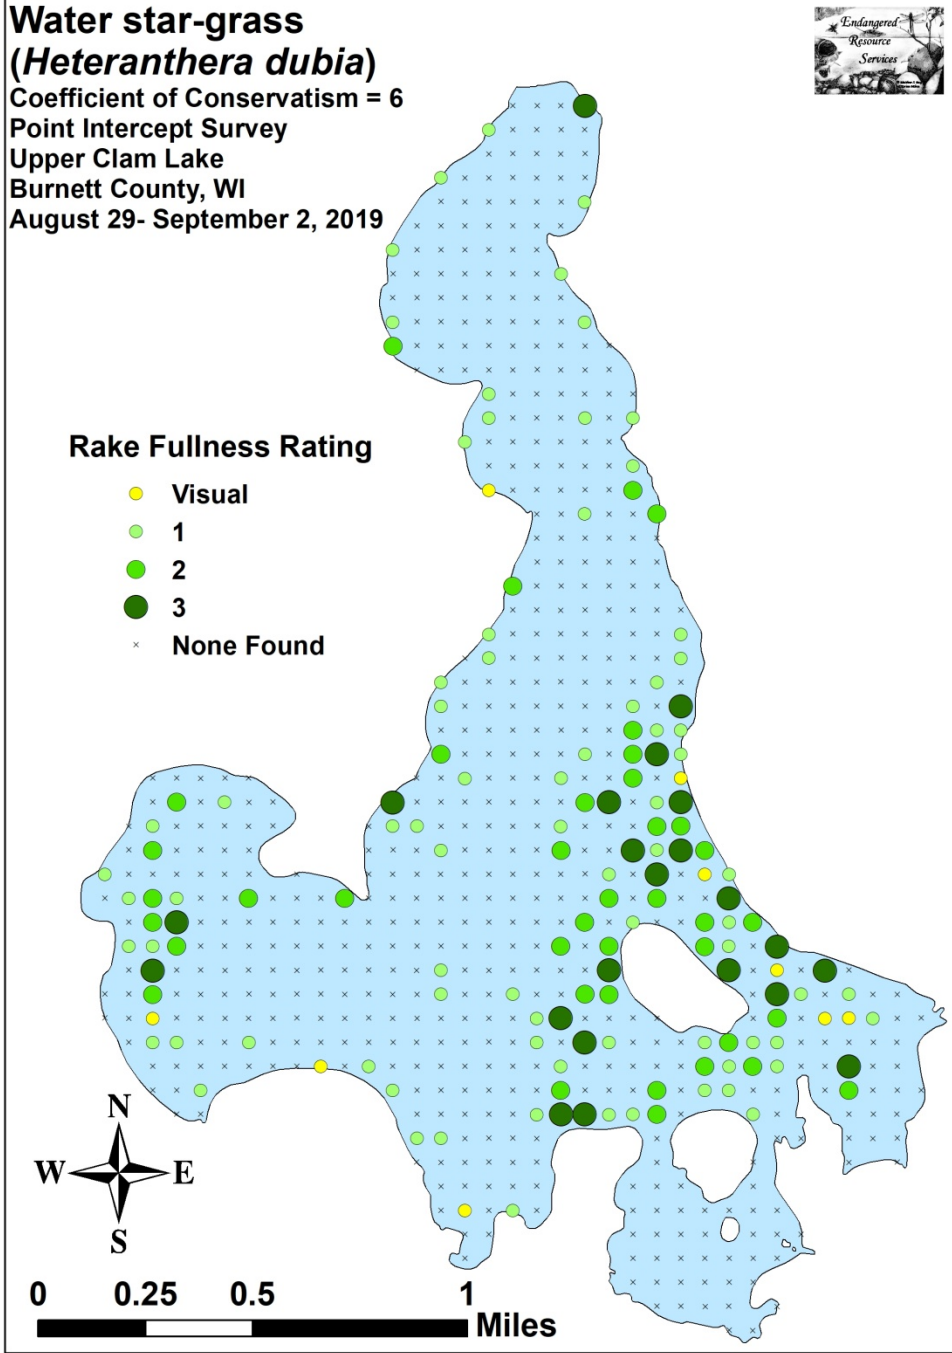 Water star-grass
(Heteranthera dubia)
Coefficient of Conservatism = 6
Point Intercept Survey
Upper Clam Lake
Burnett County, WI
August 29- September 2, 2019
Endangered
Resource
Services
Rake Fullness Rating
Visual
1
2
3
None Found
N
W E
S
0 0.25 0.5 1
Miles